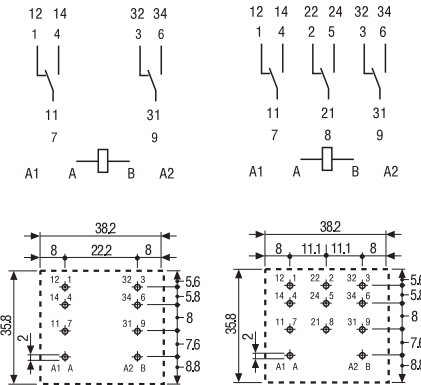 12 14 32 34
1 4 3 6
11 31
7 9
A1 A B A2
12 14 22 24 32 34
1 4 2 5 3 6
11 21 31
7 8 9
A1 A B A2
38.2
8 22.2 8
12 1 32 3
14 4 34 6
11 7 31 9
A1 A A2 B
35.8
2
5.6
5.8
8
7.6
8.8
38.2
8 11.1 11.1 8
12 1 22 2 32 3
14 4 24 5 34 6
11 7 21 8 31 9
A1 A A2 B
35.8
2
5.6
5.8
8
7.6
8.8